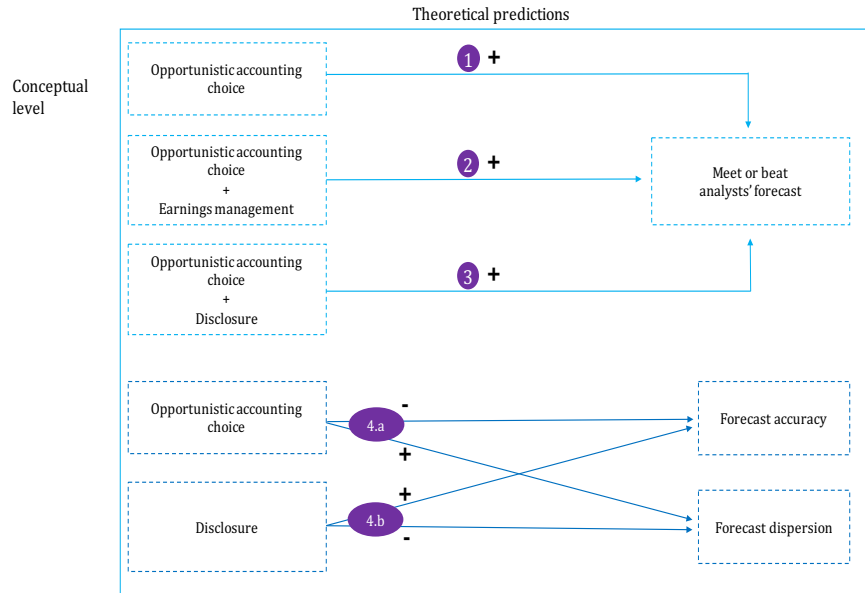 Theoretical predictions
Conceptual
level
Opportunistic accounting
choice
1 +
Opportunistic accounting
choice
+
Earnings management
2 +
Meet or beat
analysts' forecast
Opportunistic accounting
choice
+
Disclosure
3 +
Opportunistic accounting
choice
-
4.a
+
Forecast accuracy
Disclosure
+
4.b
-
Forecast dispersion